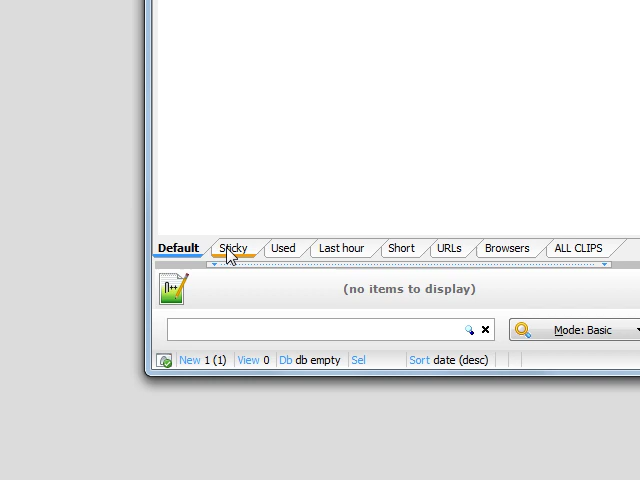 Default Sticky Used Last hour Short URLs Browsers ALL CLIPS
(no items to display)
Mode: Basic
New 1 (1) View 0 Db db empty Sel Sort date (desc)